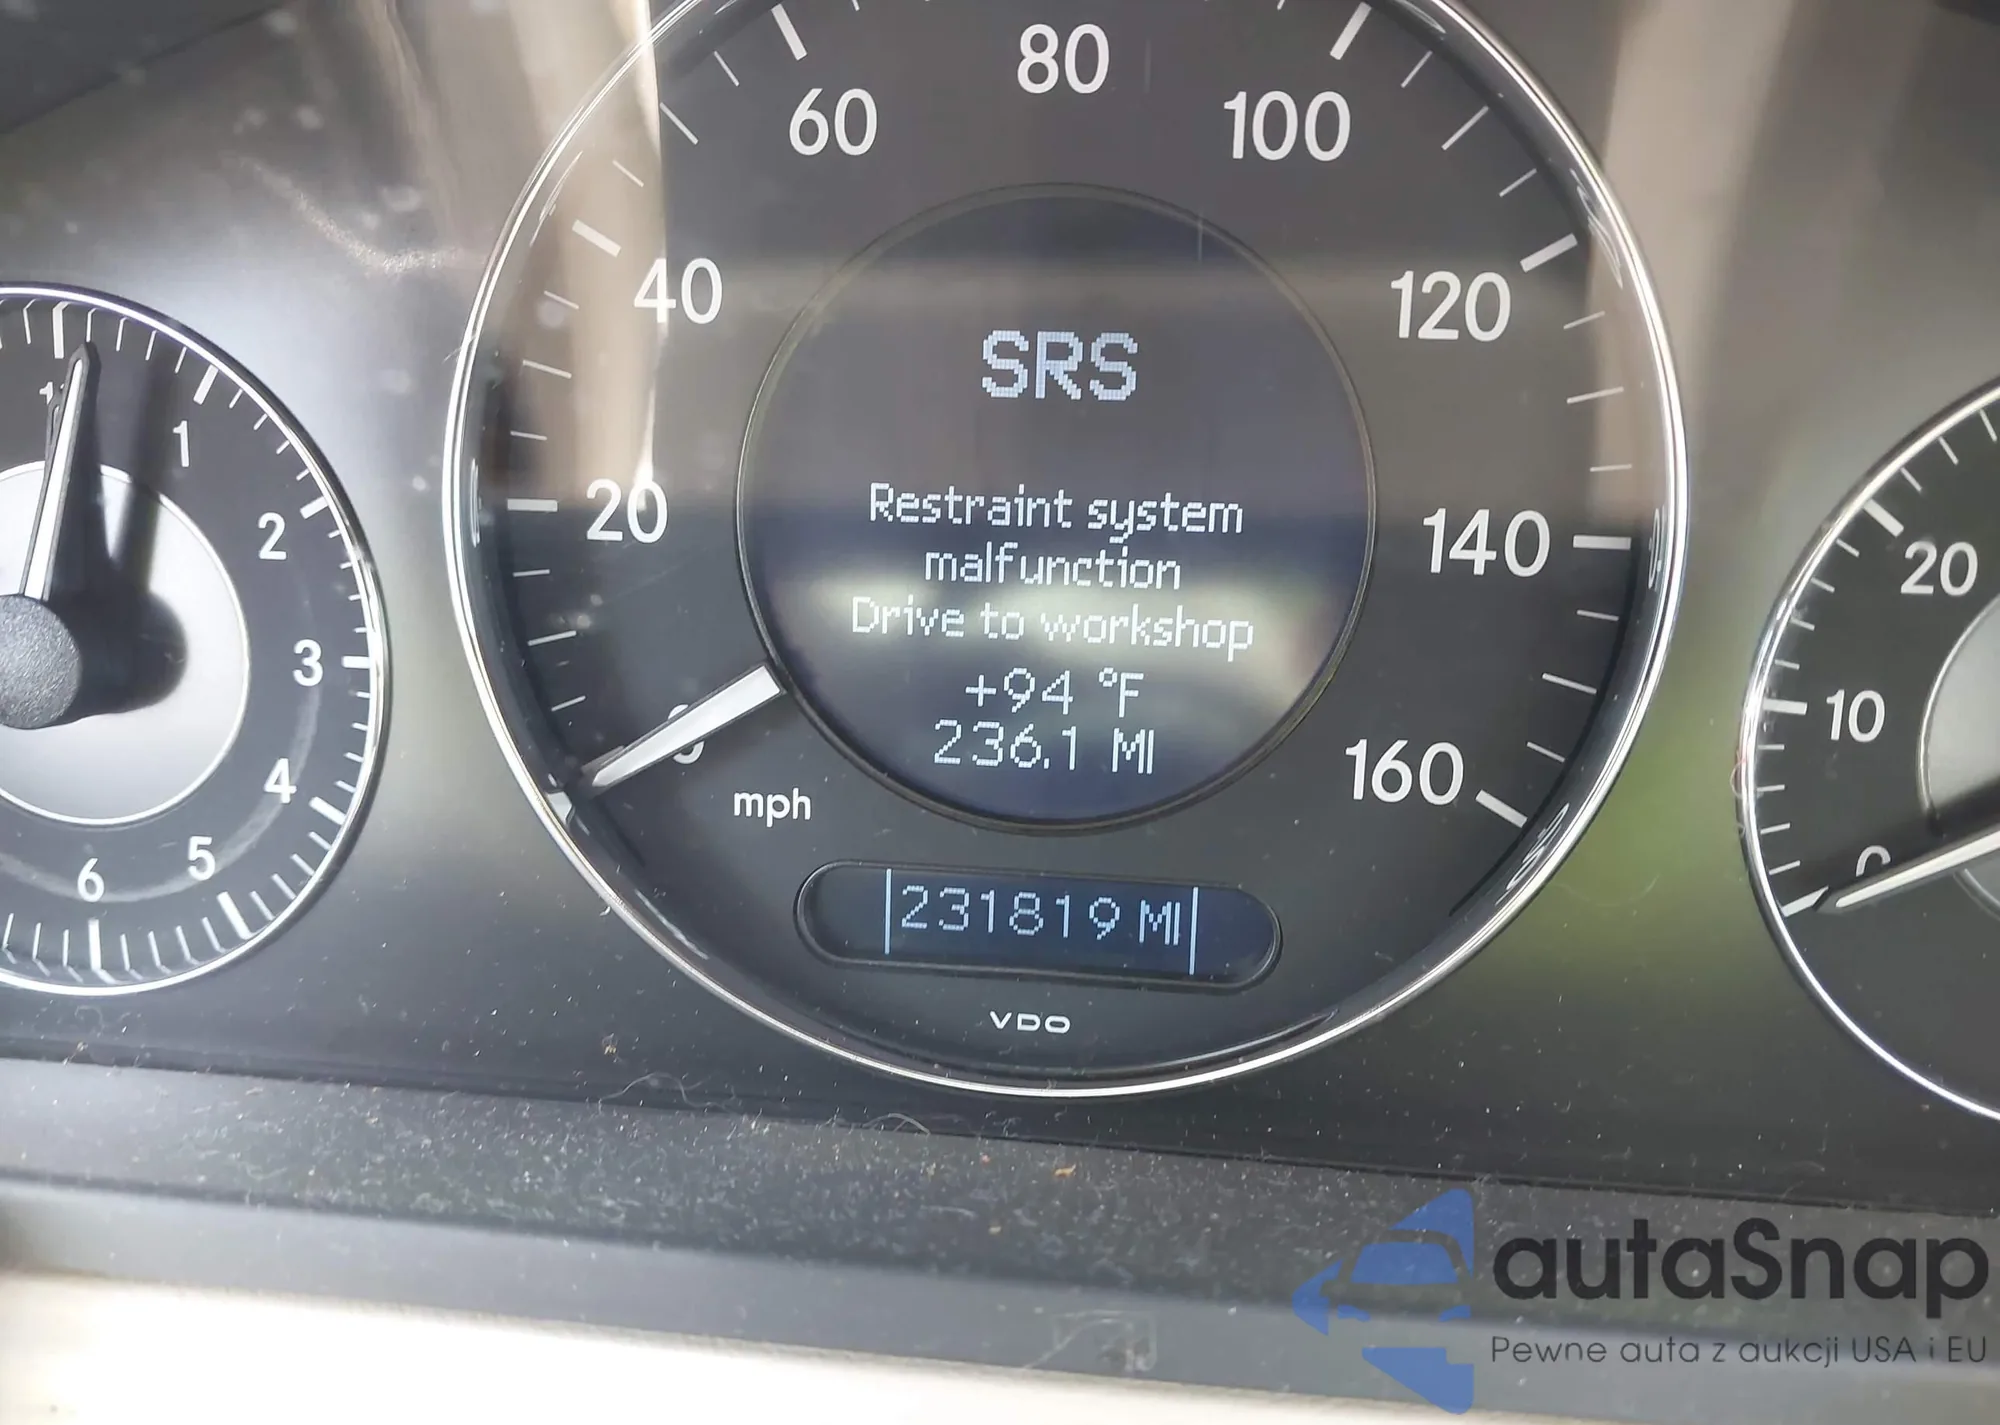 80
60
100
40
120
SRS
1
2
20
Restraint system
140
20
malfunction
Drive to workshop
3
+94 °F
10
236.1 MI
160
4
mph
5
6
0
231819 MI
VDO
autaSnap
Pewne auta z aukcji USA i EU